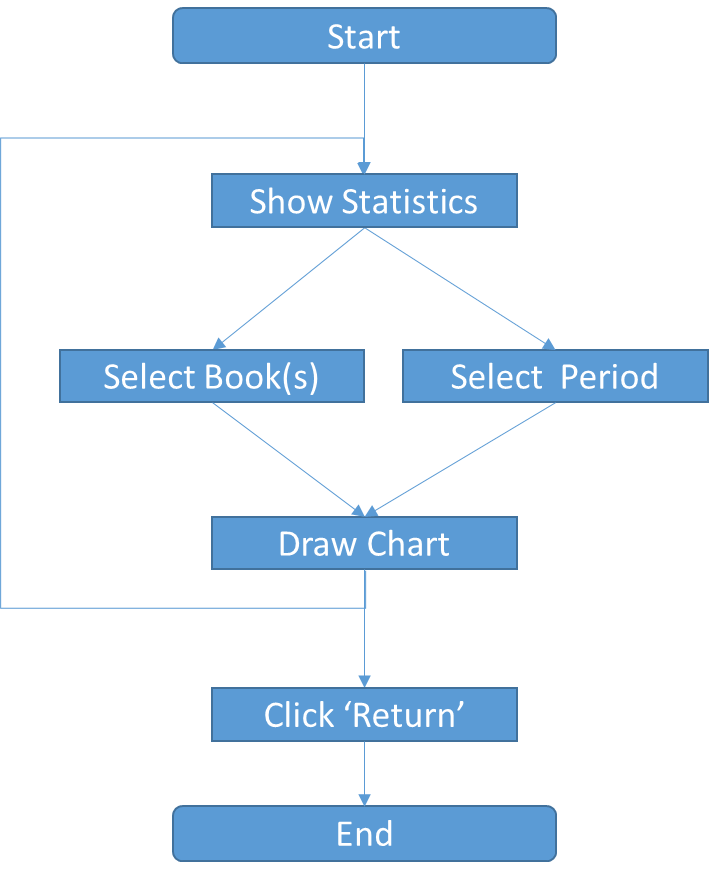 Start
Show Statistics
Select Book(s)
Select  Period
Draw Chart
Click ‘Return’
End